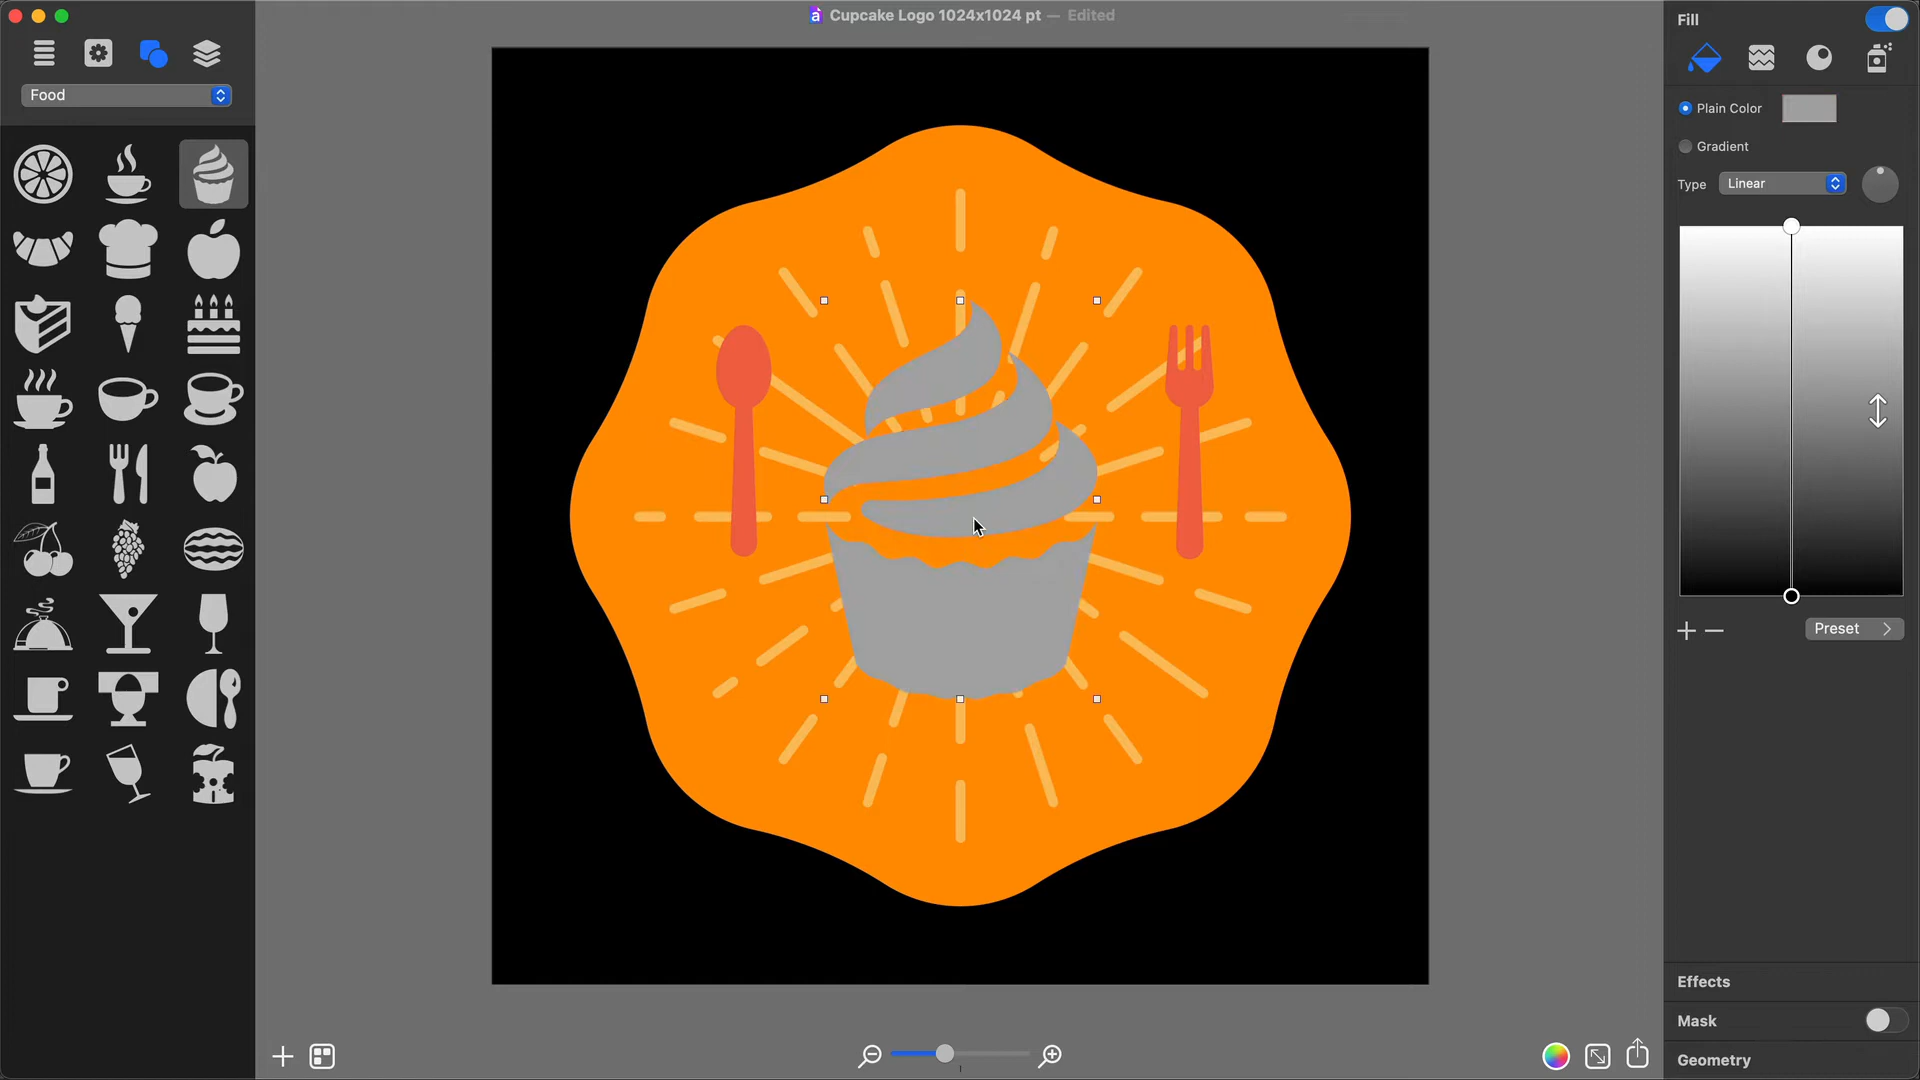 Cupcake Logo 1024x1024 pt — Edited
Food
Fill
Plain Color
Gradient
Type Linear
Preset
Effects
Mask
Geometry